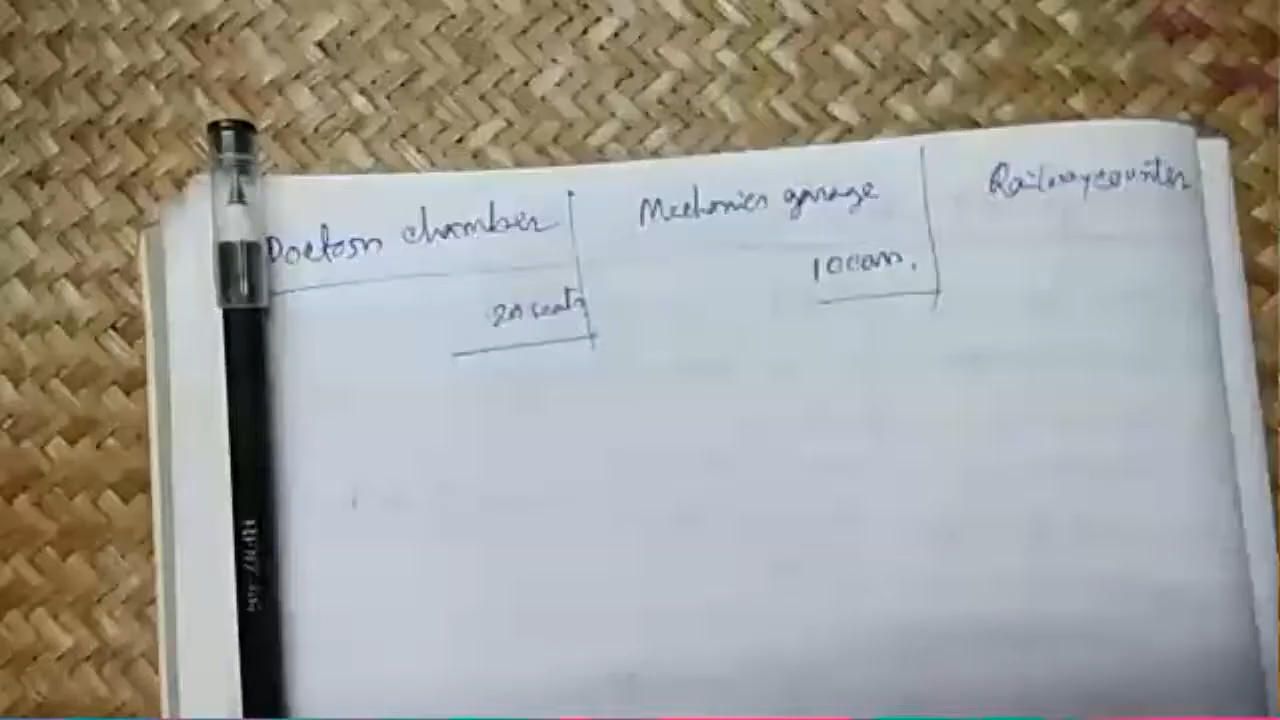 Doctors chamber
Mechanics garage
Railway counter
20 seats
10 cars.